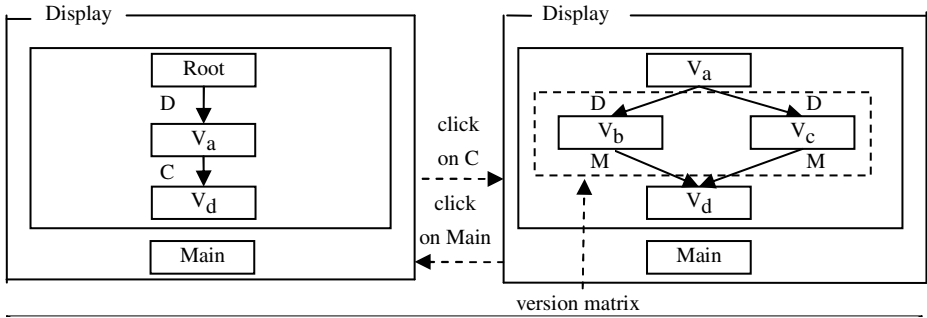 Display
Root
D
Va
C
Vd
Main
click
on C
click
on Main
Display
Va
D D
Vb Vc
M M
Vd
Main
version matrix